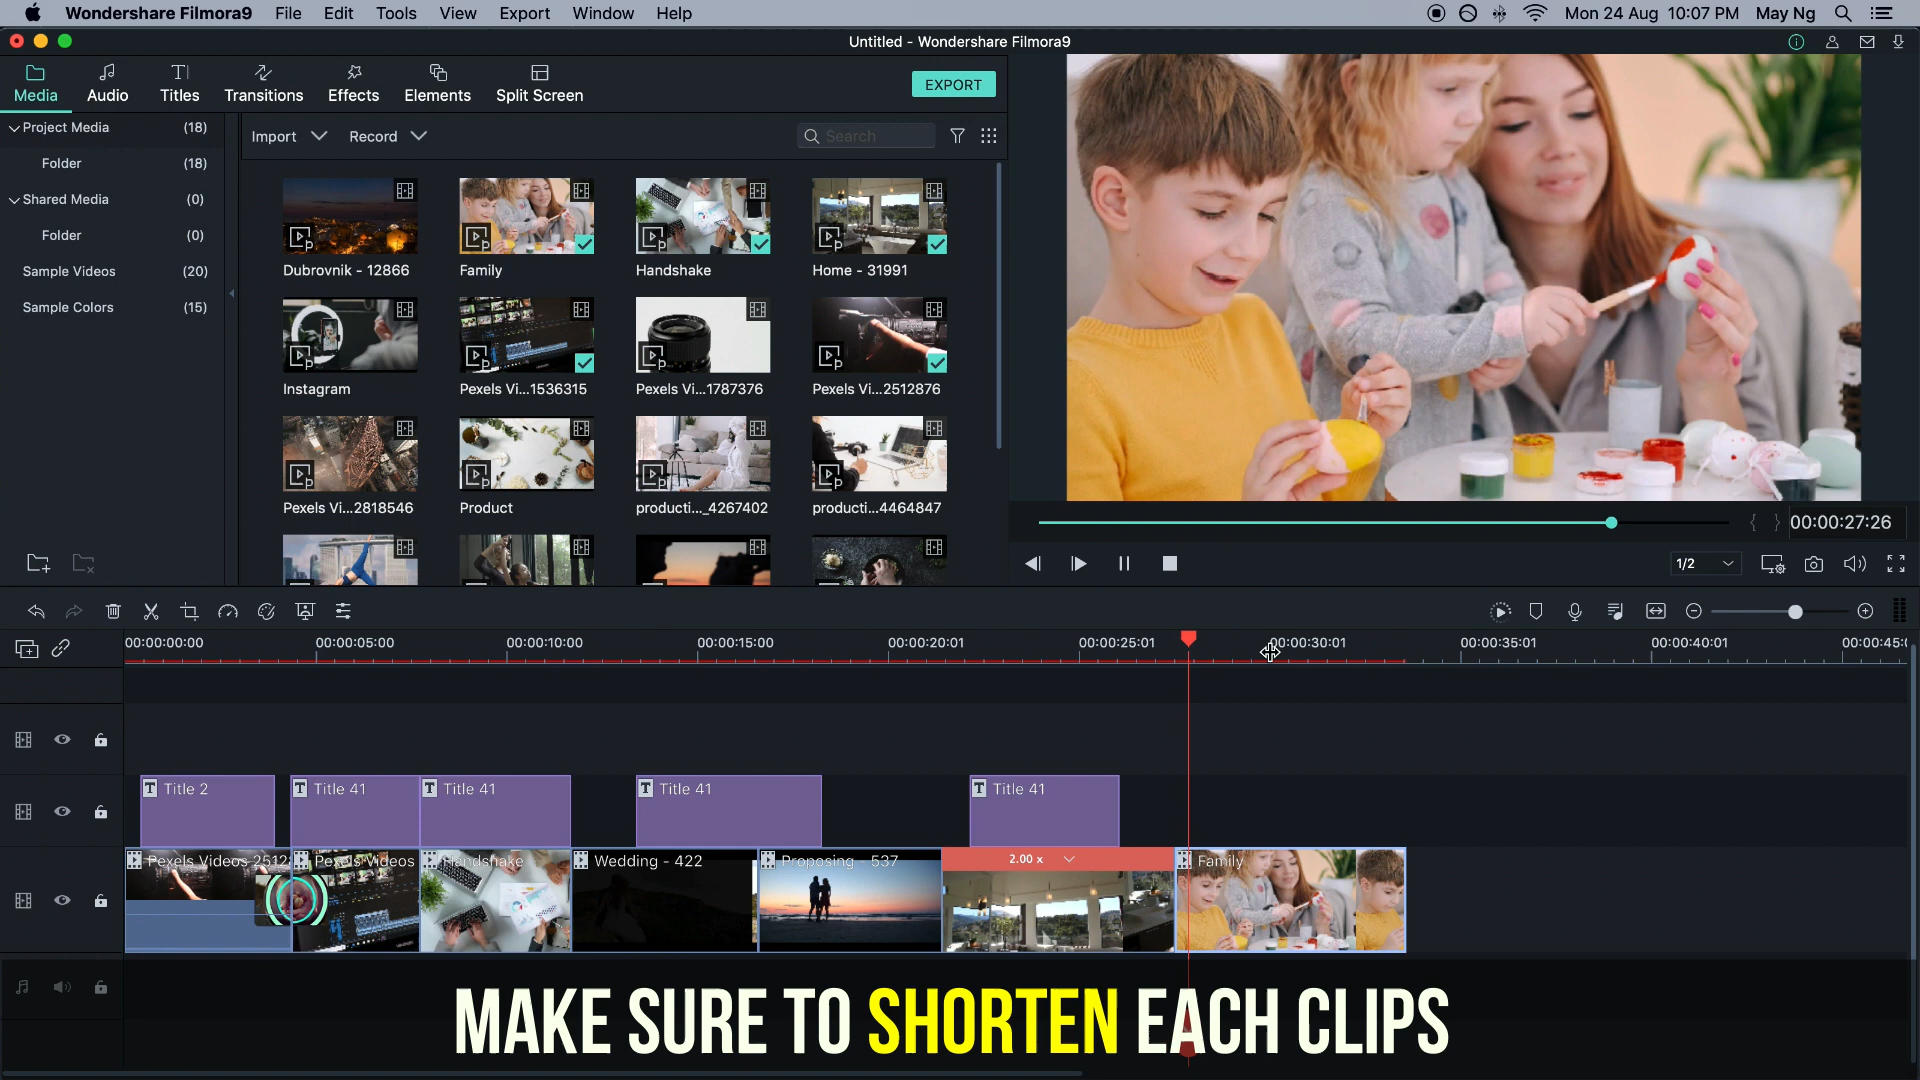 Wondershare Filmora9 File Edit Tools View Export Window Help
Mon 24 Aug 10:07 PM May Ng
Untitled - Wondershare Filmora9
Media Audio Titles Transitions Effects Elements Split Screen
EXPORT
Project Media (18)
Folder (18)
Shared Media (0)
Folder (0)
Sample Videos (20)
Sample Colors (15)
Import Record
Search
Dubrovnik - 12866 Family Handshake Home - 31991
Instagram Pexels Vi...1536315 Pexels Vi...1787376 Pexels Vi...2512876
Pexels Vi...2818546 Product producti..._4267402 producti...4464847
{ } 00:00:27:26
1/2
00:00:00:00 00:00:05:00 00:00:10:00 00:00:15:00 00:00:20:01 00:00:25:01 00:00:30:01 00:00:35:01 00:00:40:01 00:00:45:
Title 2 Title 41 Title 41 Title 41 Title 41
Pexels Videos 2512 Pexels Videos Handshake Wedding - 422 Proposing - 537 2.00 x Family
MAKE SURE TO SHORTEN EACH CLIPS